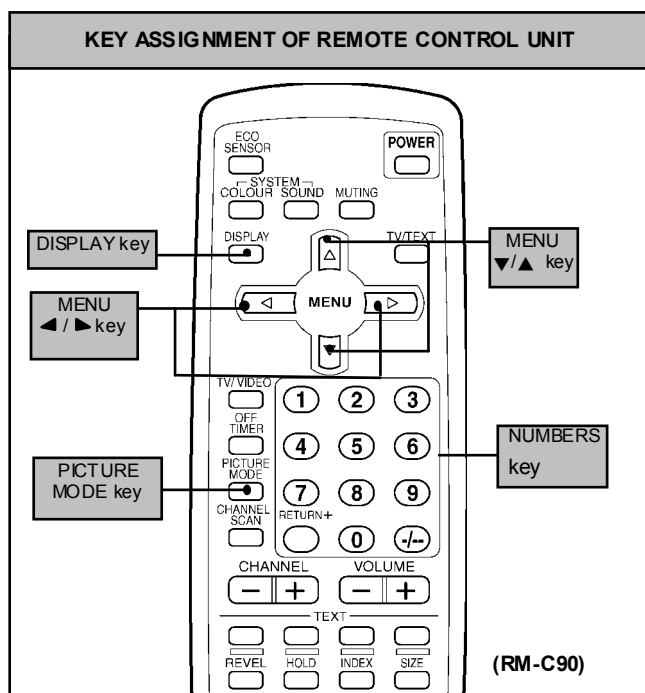 KEY ASSIGNMENT OF REMOTE CONTROL UNIT
ECO
SENSOR
POWER
SYSTEM
COLOUR SOUND MUTING
DISPLAY
TV/TEXT
DISPLAY key
MENU
▼/▲ key
△
◁ MENU ▷
▼
MENU
◀ / ▶ key
TV/VIDEO
1 2 3
OFF
TIMER
4 5 6
NUMBERS
key
PICTURE
MODE
PICTURE
MODE key
7 8 9
CHANNEL
SCAN
RETURN+
0 -/--
CHANNEL VOLUME
− + − +
TEXT
REVEL HOLD INDEX SIZE
(RM-C90)